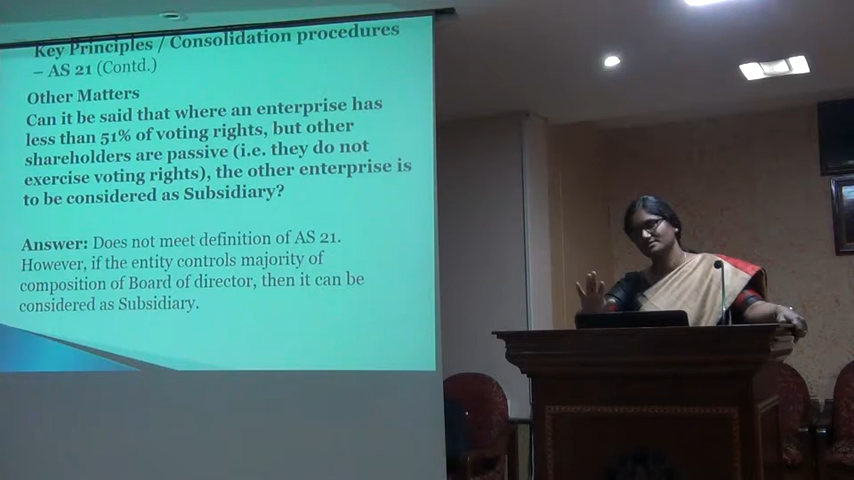 Key Principles / Consolidation procedures
– AS 21 (Contd.)
Other Matters
Can it be said that where an enterprise has
less than 51% of voting rights, but other
shareholders are passive (i.e. they do not
exercise voting rights), the other enterprise is
to be considered as Subsidiary?
Answer: Does not meet definition of AS 21.
However, if the entity controls majority of
composition of Board of director, then it can be
considered as Subsidiary.